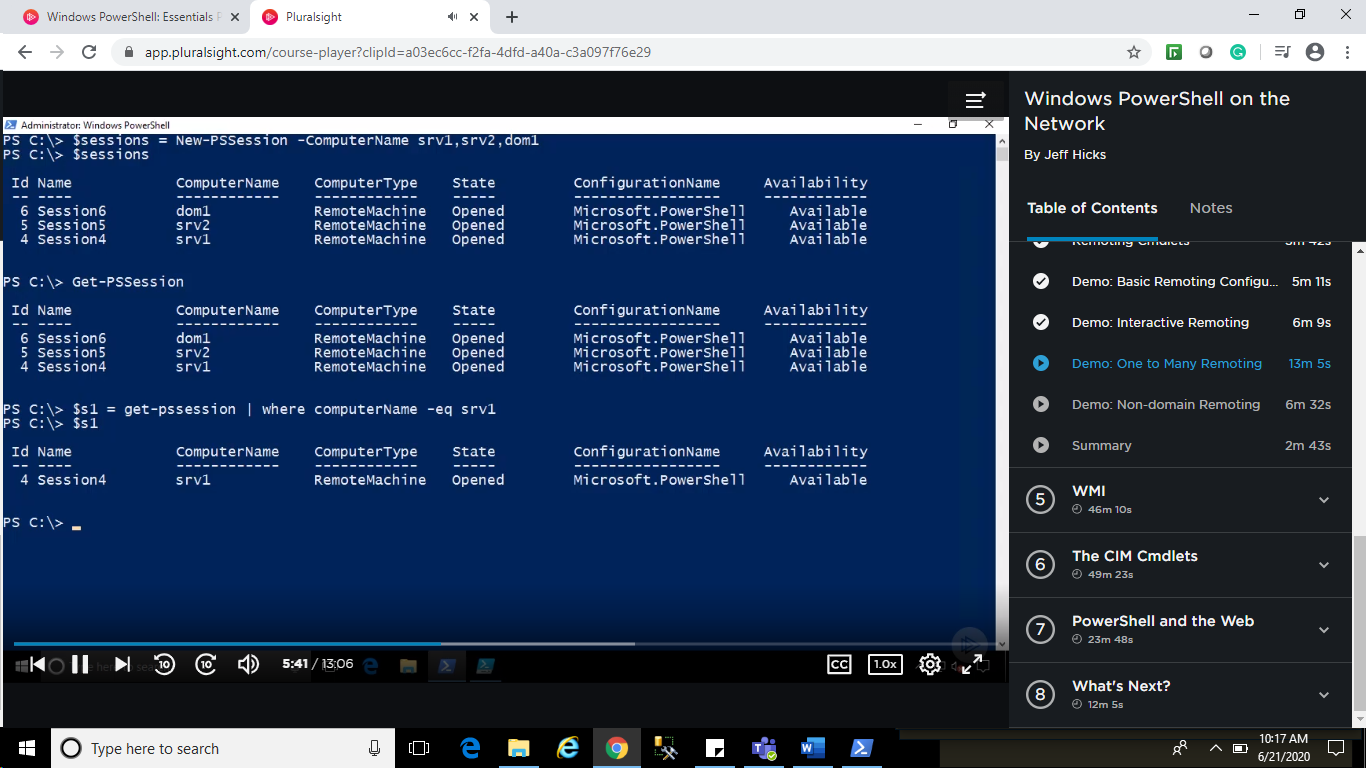 Windows PowerShell: Essentials P
Pluralsight
app.pluralsight.com/course-player?clipId=a03ec6cc-f2fa-4dfd-a40a-c3a097f76e29
Administrator: Windows PowerShell
PS C:\> $sessions = New-PSSession -ComputerName srv1,srv2,dom1
PS C:\> $sessions
Id Name ComputerName ComputerType State ConfigurationName Availability
-- ---- ------------ ------------ ----- ----------------- ------------
6 Session6 dom1 RemoteMachine Opened Microsoft.PowerShell Available
5 Session5 srv2 RemoteMachine Opened Microsoft.PowerShell Available
4 Session4 srv1 RemoteMachine Opened Microsoft.PowerShell Available
PS C:\> Get-PSSession
Id Name ComputerName ComputerType State ConfigurationName Availability
-- ---- ------------ ------------ ----- ----------------- ------------
6 Session6 dom1 RemoteMachine Opened Microsoft.PowerShell Available
5 Session5 srv2 RemoteMachine Opened Microsoft.PowerShell Available
4 Session4 srv1 RemoteMachine Opened Microsoft.PowerShell Available
PS C:\> $s1 = get-pssession | where computerName -eq srv1
PS C:\> $s1
Id Name ComputerName ComputerType State ConfigurationName Availability
-- ---- ------------ ------------ ----- ----------------- ------------
4 Session4 srv1 RemoteMachine Opened Microsoft.PowerShell Available
PS C:\> _
10
10
5:41 / 13:06
CC
1.0x
Windows PowerShell on the
Network
By Jeff Hicks
Table of Contents Notes
Remoting Cmdlets 5m 42s
Demo: Basic Remoting Configu... 5m 11s
Demo: Interactive Remoting 6m 9s
Demo: One to Many Remoting 13m 5s
Demo: Non-domain Remoting 6m 32s
Summary 2m 43s
5 WMI
46m 10s
6 The CIM Cmdlets
49m 23s
7 PowerShell and the Web
23m 48s
8 What's Next?
12m 5s
Type here to search
10:17 AM
6/21/2020